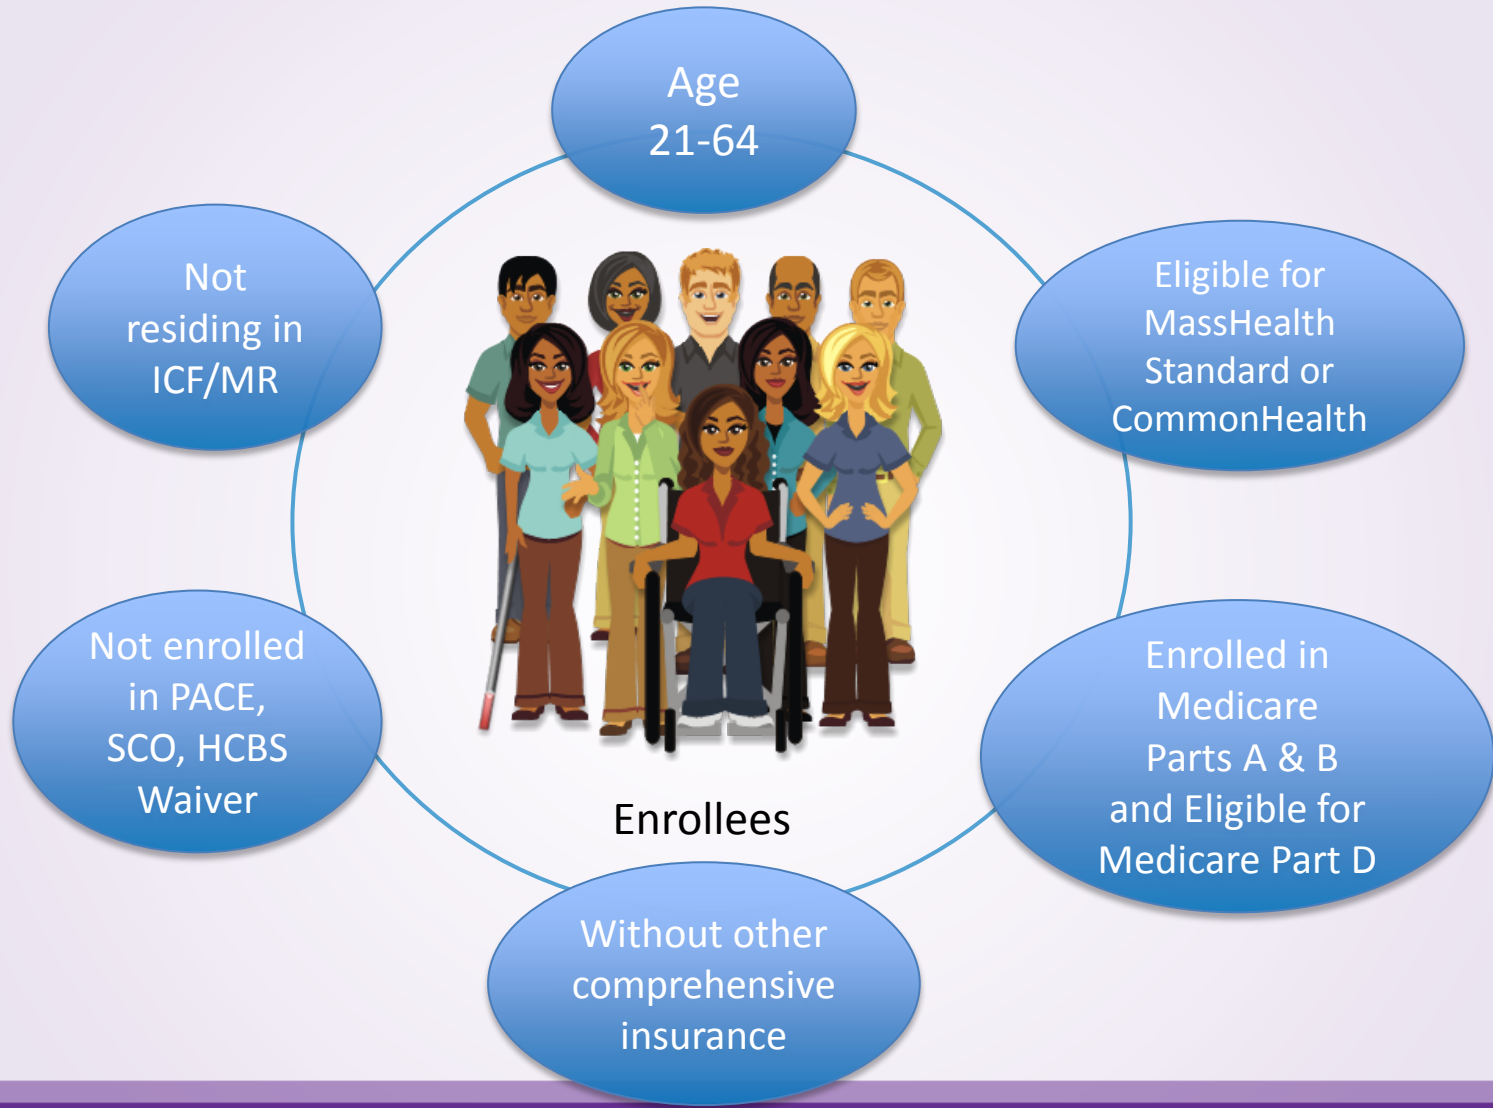 Age
21-64
Eligible for
MassHealth
Standard or
CommonHealth
Enrolled in
Medicare
Parts A & B
and Eligible for
Medicare Part D
Without other
comprehensive
insurance
Not enrolled
in PACE,
SCO, HCBS
Waiver
Not
residing in
ICF/MR
Enrollees